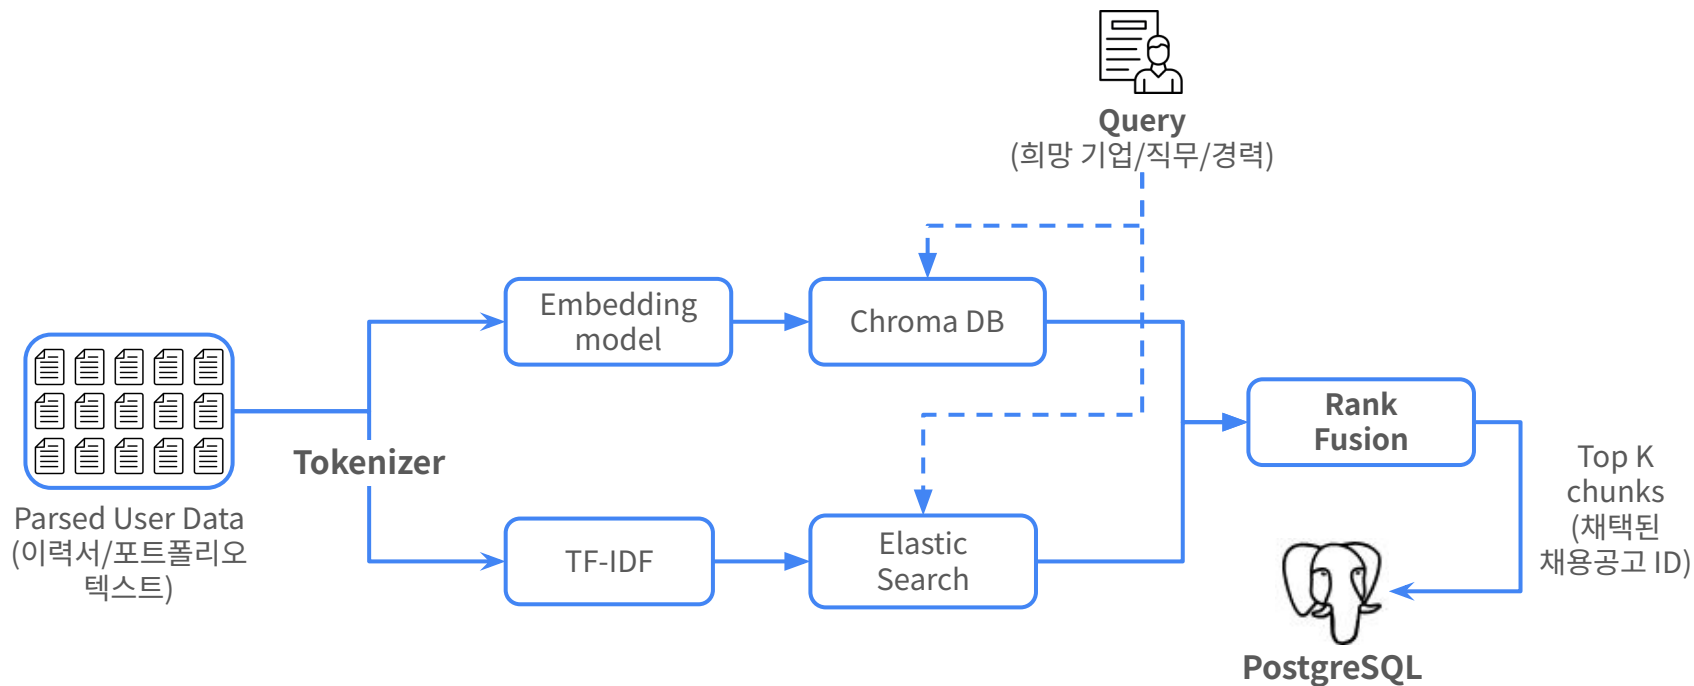 Query
(희망 기업/직무/경력)
Embedding
model
Chroma DB
Rank
Fusion
Tokenizer
Parsed User Data
(이력서/포트폴리오
텍스트)
TF-IDF
Elastic
Search
Top K
chunks
(채택된
채용공고 ID)
PostgreSQL